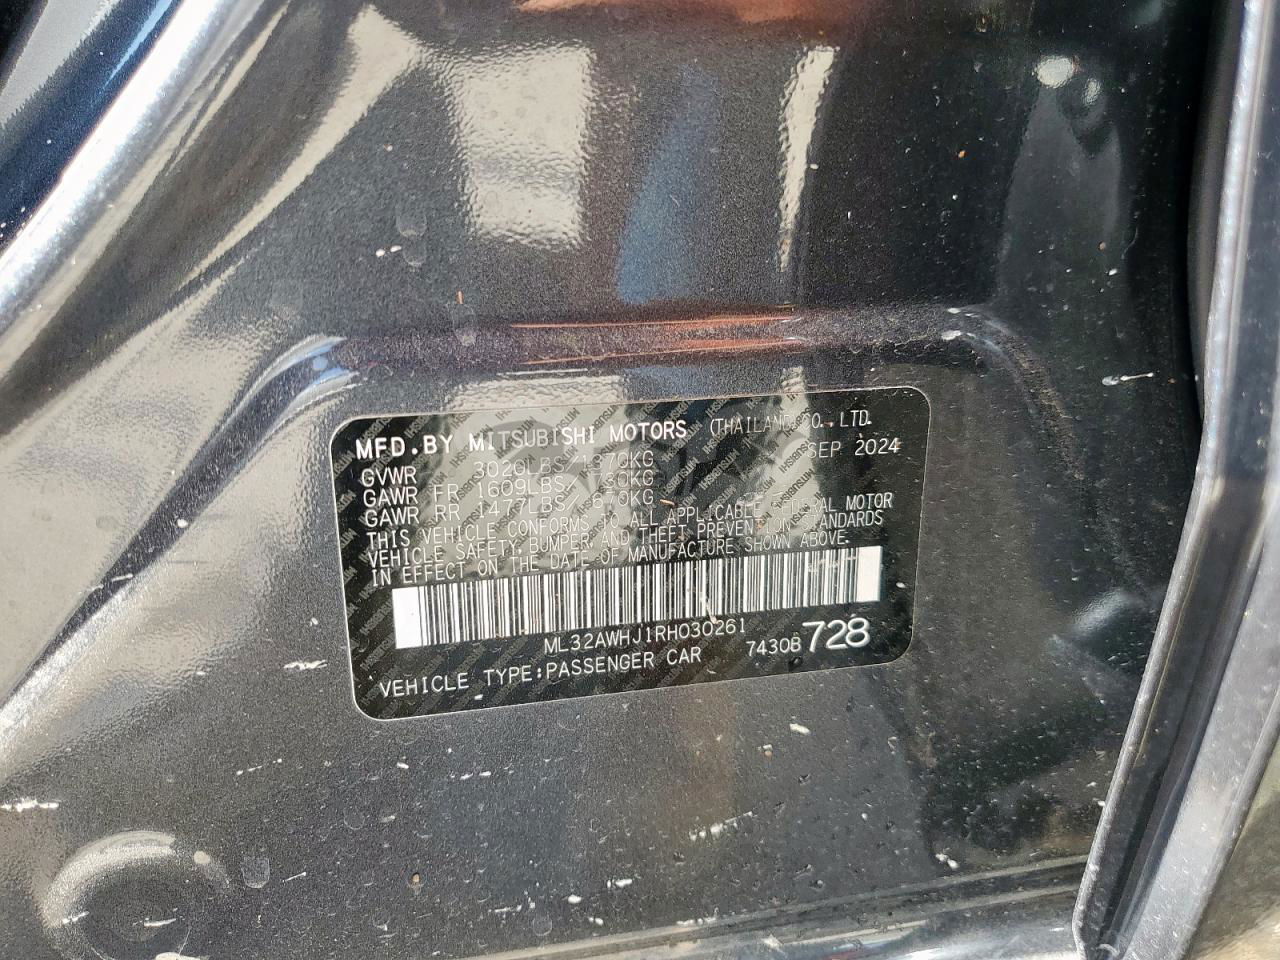 MFD.BY MITSUBISHI MOTORS (THAILAND)CO.,LTD.
SEP 2024
GVWR 3020LBS 1370KG
GAWR FR 1609LBS 730KG
GAWR RR 1477LBS 670KG
THIS VEHICLE CONFORMS TO ALL APPLICABLE FEDERAL MOTOR
VEHICLE SAFETY,BUMPER,AND THEFT PREVENTION STANDARDS
IN EFFECT ON THE DATE OF MANUFACTURE SHOWN ABOVE.
ML32AWHJ1RH030261
VEHICLE TYPE:PASSENGER CAR 7430B 728